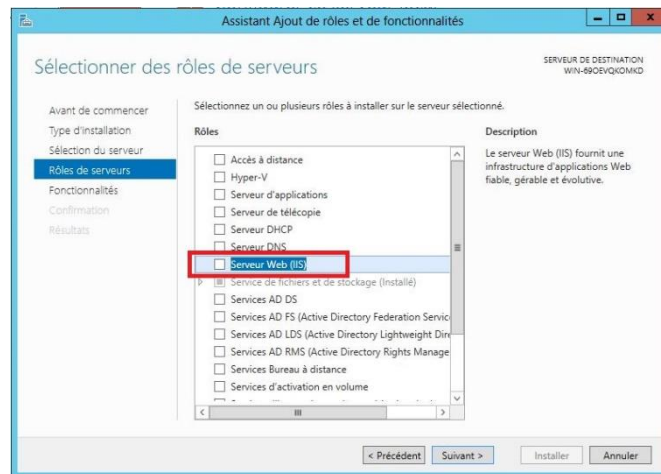 Assistant Ajout de rôles et de fonctionnalités
Sélectionner des rôles de serveurs
SERVEUR DE DESTINATION
WIN-69OEVQKOMKD
Avant de commencer
Type d'installation
Sélection du serveur
Rôles de serveurs
Fonctionnalités
Confirmation
Résultats
Sélectionnez un ou plusieurs rôles à installer sur le serveur sélectionné.
Rôles
Accès à distance
Hyper-V
Serveur d'applications
Serveur de télécopie
Serveur DHCP
Serveur DNS
Serveur Web (IIS)
Service de fichiers et de stockage (Installé)
Services AD DS
Services AD FS (Active Directory Federation Servic
Services AD LDS (Active Directory Lightweight Dire
Services AD RMS (Active Directory Rights Manage
Services Bureau à distance
Services d'activation en volume
Description
Le serveur Web (IIS) fournit une
infrastructure d'applications Web
fiable, gérable et évolutive.
< Précédent
Suivant >
Installer
Annuler